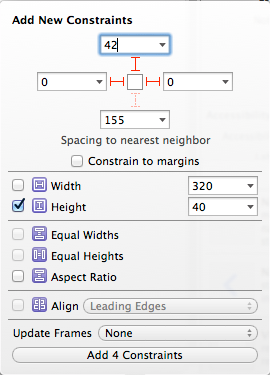 Add New Constraints
42
0 0
155
Spacing to nearest neighbor
Constrain to margins
Width 320
Height 40
Equal Widths
Equal Heights
Aspect Ratio
Align Leading Edges
Update Frames None
Add 4 Constraints